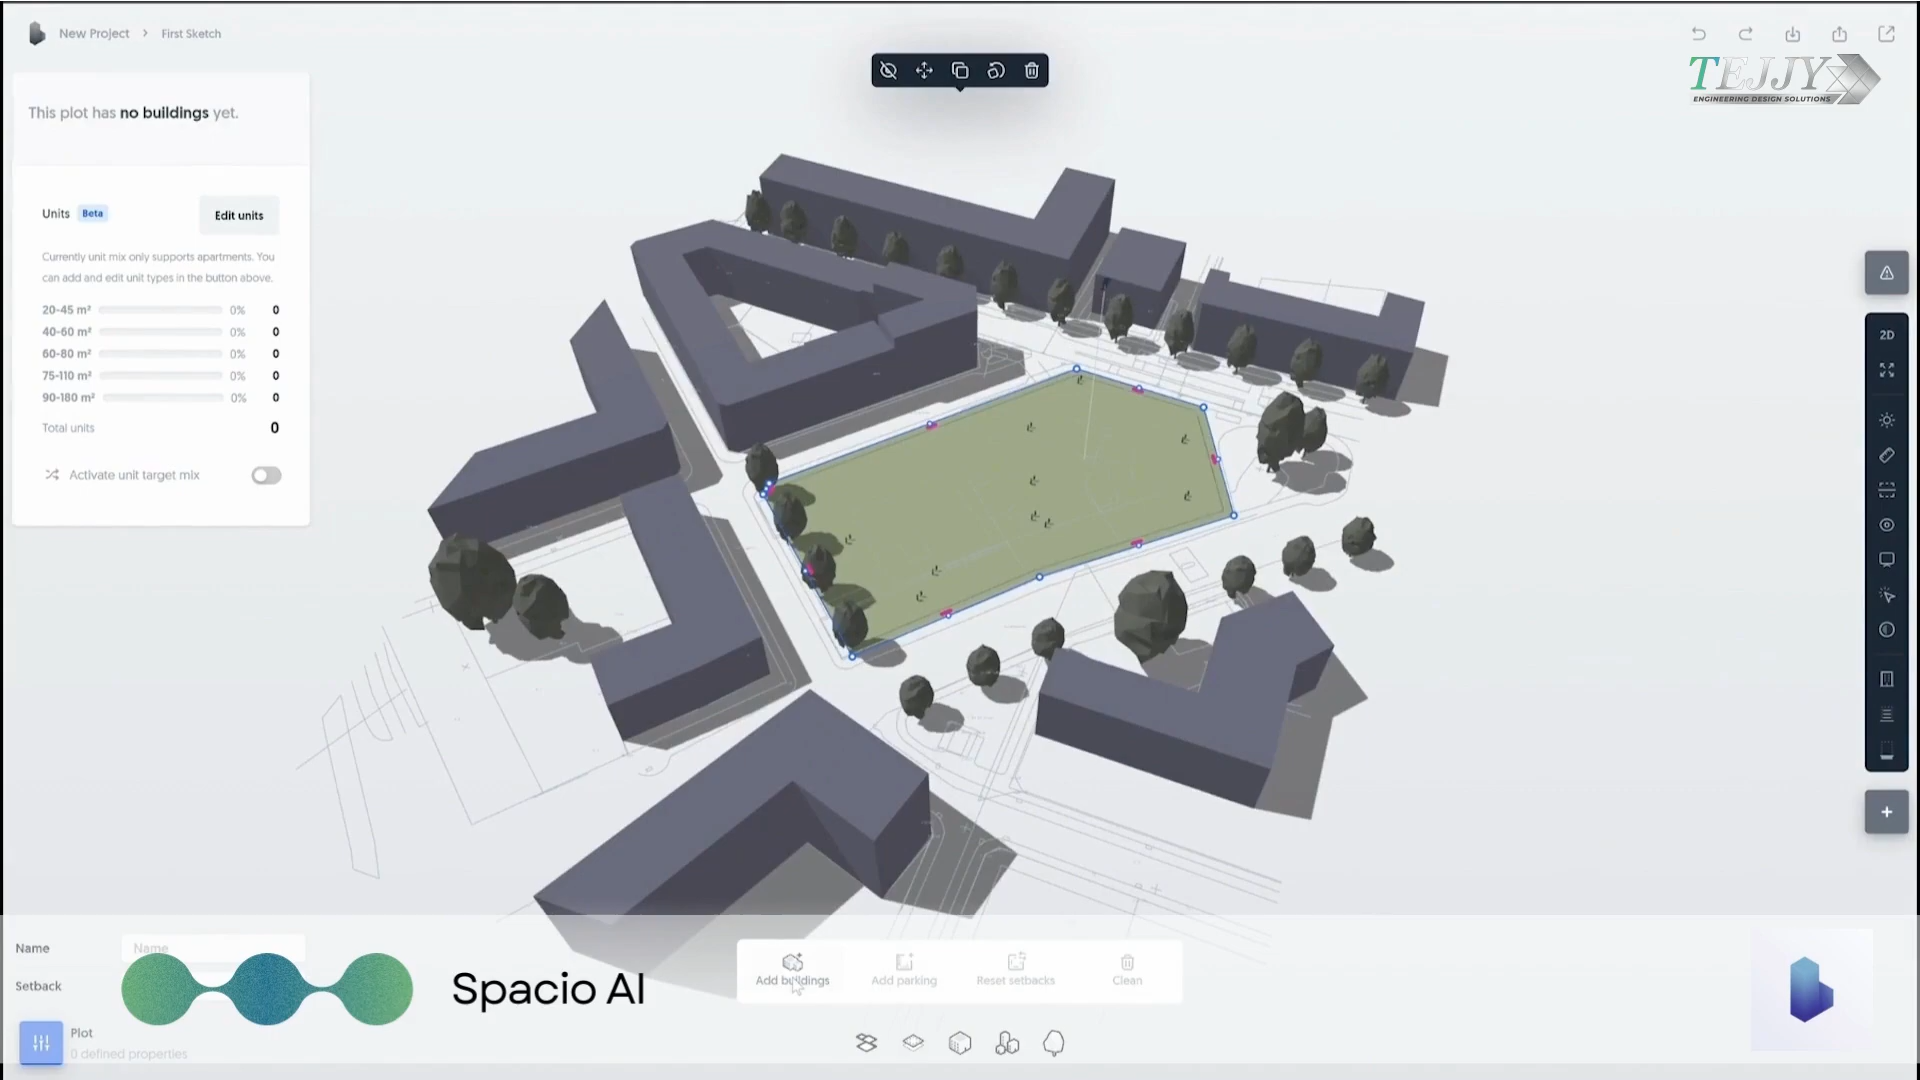 New Project > First Sketch
TEJJY
ENGINEERING DESIGN SOLUTIONS
This plot has no buildings yet.
Units Beta
Edit units
Currently unit mix only supports apartments. You
can add and edit unit types in the button above.
20-45 m² 0% 0
40-60 m² 0% 0
60-80 m² 0% 0
75-110 m² 0% 0
90-180 m² 0% 0
Total units 0
Activate unit target mix
2D
Name Name
Setback
Spacio AI
Add buildings
Add parking
Reset setbacks
Clean
Plot
0 defined properties